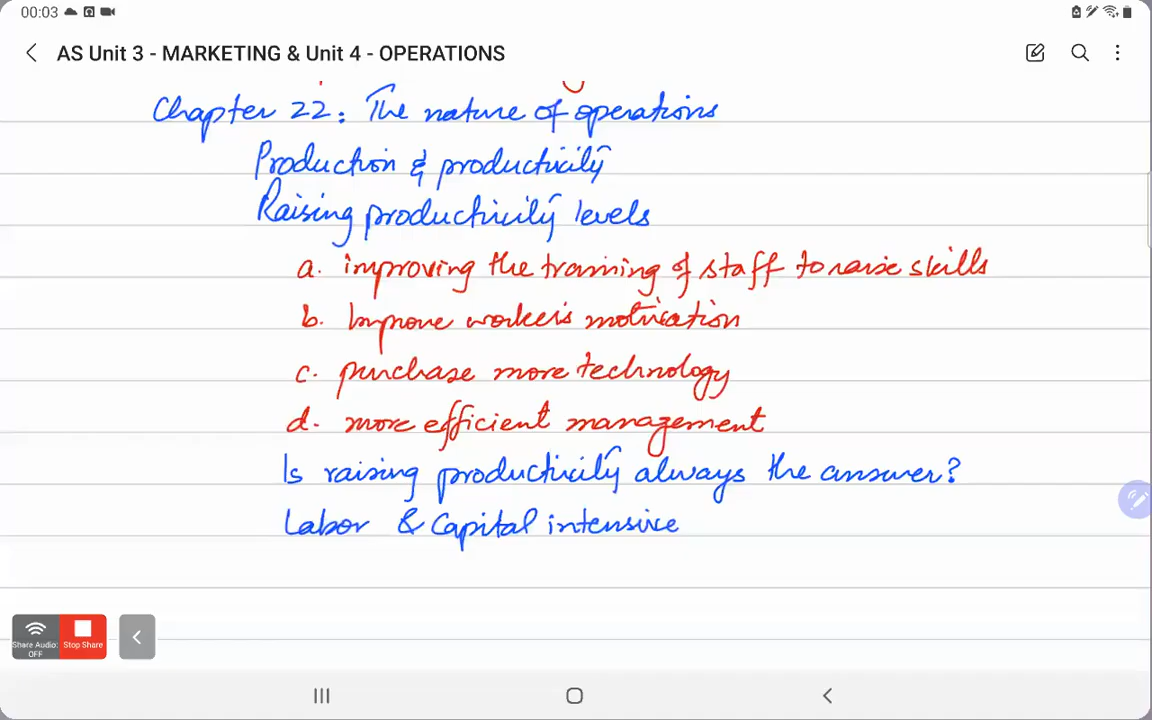 00:03
AS Unit 3 - MARKETING & Unit 4 - OPERATIONS
Chapter 22: The nature of operations
Production & productivity
Raising productivity levels
a. improving the training of staff to raise skills
b. Improve worker's motivation
c. purchase more technology
d. more efficient management
Is raising productivity always the answer?
Labor & Capital intensive
Share Audio: OFF
Stop Share